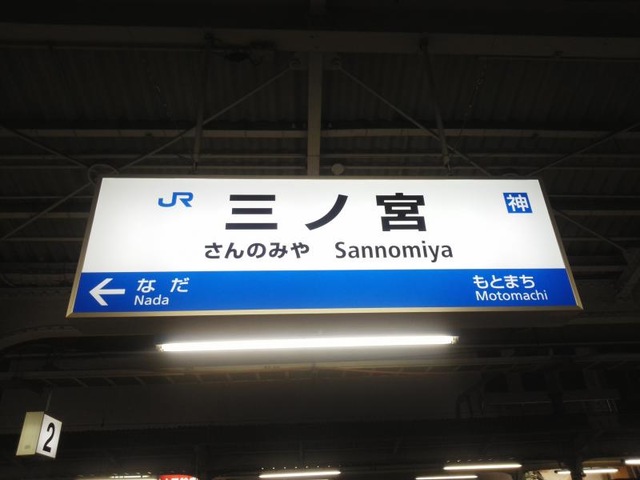 JR 三ノ宮 神
さんのみや Sannomiya
← なだ もとまち
Nada Motomachi
2